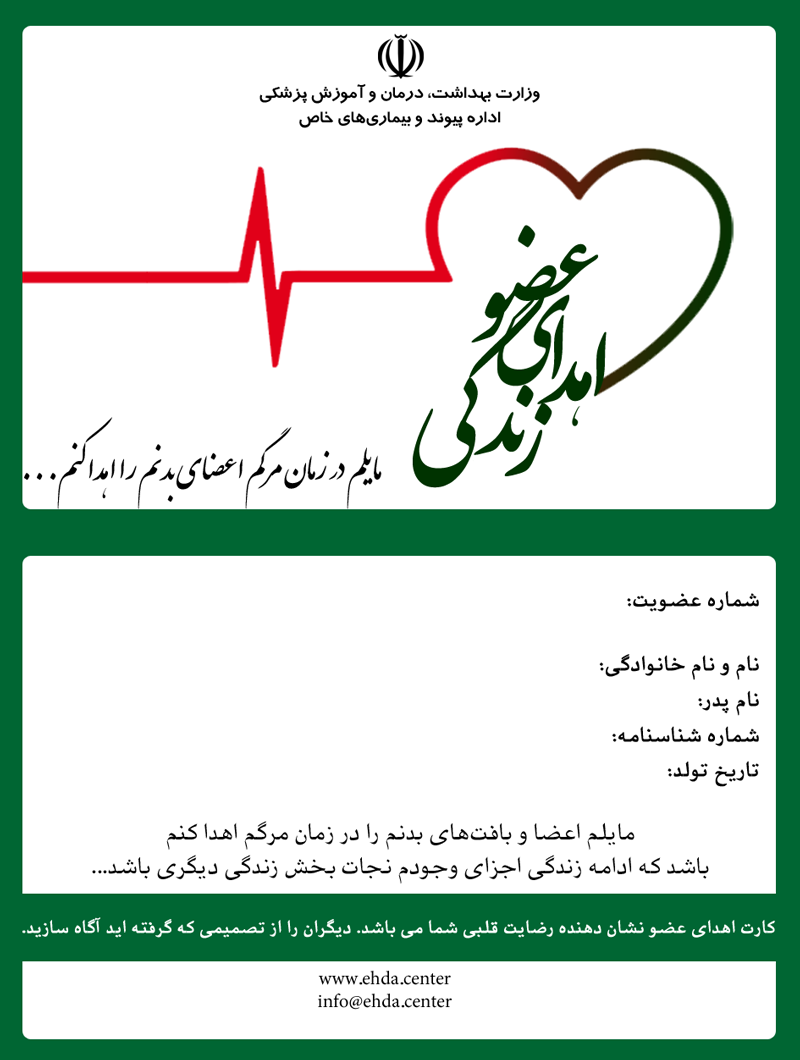 وزارت بهداشت، درمان و آموزش پزشکی
اداره پیوند و بیماری‌های خاص
اهدای عضو
زندگی
مایلم در زمان مرگم اعضای بدنم را اهدا کنم...
شماره عضویت:
نام و نام خانوادگی:
نام پدر:
شماره شناسنامه:
تاریخ تولد:
مایلم اعضا و بافت‌های بدنم را در زمان مرگم اهدا کنم
باشد که ادامه زندگی اجزای وجودم نجات بخش زندگی دیگری باشد...
کارت اهدای عضو نشان دهنده رضایت قلبی شما می باشد. دیگران را از تصمیمی که گرفته اید آگاه سازید.
www.ehda.center
info@ehda.center